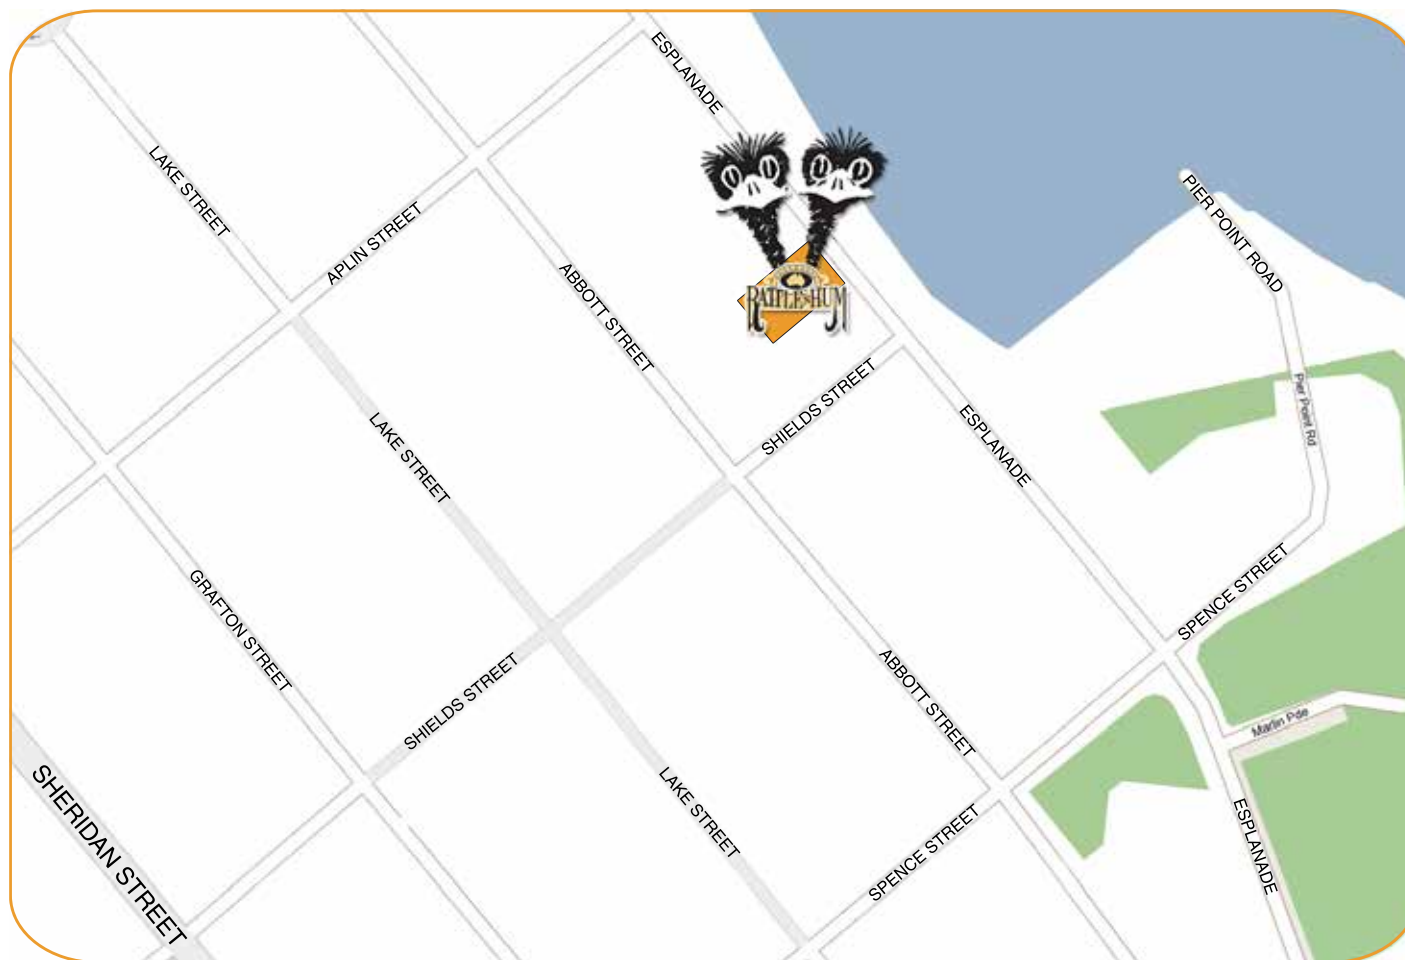 ESPLANADE
LAKE STREET
APLIN STREET
ABBOTT STREET
PIER POINT ROAD
RATTLE & HUM
SHIELDS STREET
Pier Point Rd
LAKE STREET
ESPLANADE
GRAFTON STREET
SPENCE STREET
SHIELDS STREET
ABBOTT STREET
Marlin Pde
SHERIDAN STREET
LAKE STREET
SPENCE STREET
ESPLANADE